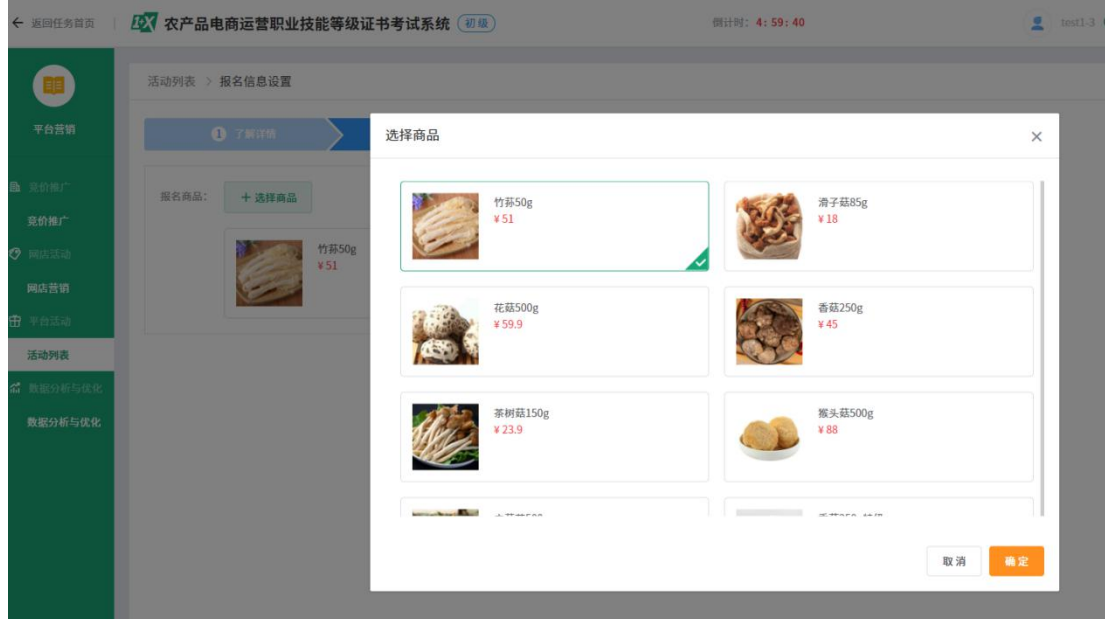 返回任务首页
1+X 农产品电商运营职业技能等级证书考试系统 初级
倒计时: 4:59:40
test1-3
平台营销
竞价推广
竞价推广
网店活动
网店营销
平台活动
活动列表
数据分析与优化
数据分析与优化
活动列表 > 报名信息设置
1 了解详情
报名商品:
+ 选择商品
竹荪50g
¥51
选择商品
竹荪50g
¥51
滑子菇85g
¥18
花菇500g
¥59.9
香菇250g
¥45
茶树菇150g
¥23.9
猴头菇500g
¥88
取消
确定